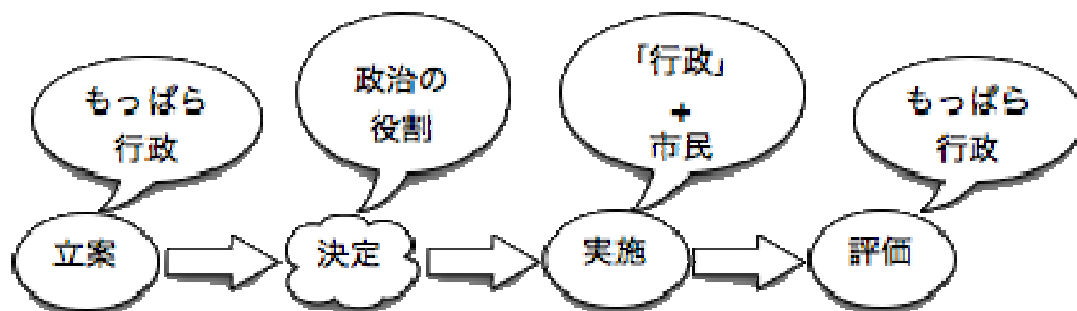 もっぱら
行政
政治の
役割
「行政」
+
市民
もっぱら
行政
立案
決定
実施
評価